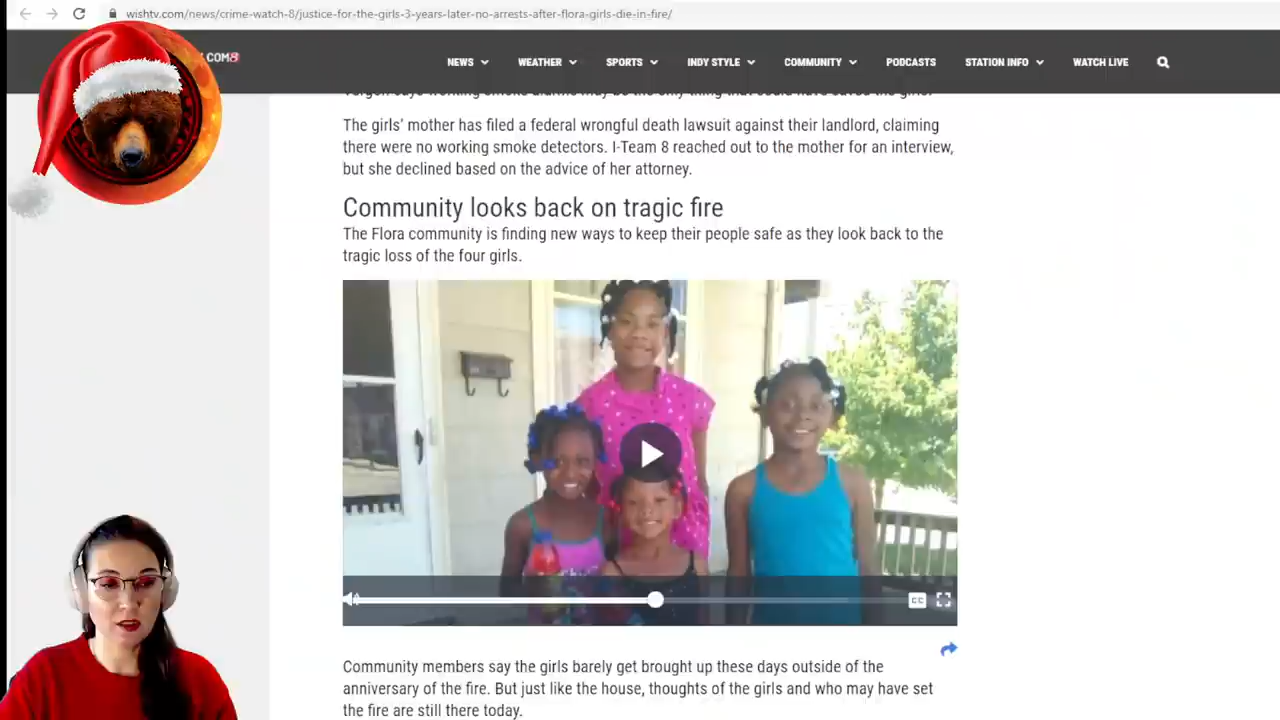 wishtv.com/news/crime-watch-8/justice-for-the-girls-3-years-later-no-arrests-after-flora-girls-die-in-fire/
.COM8
NEWS WEATHER SPORTS INDY STYLE COMMUNITY PODCASTS STATION INFO WATCH LIVE
The girls' mother has filed a federal wrongful death lawsuit against their landlord, claiming
there were no working smoke detectors. I-Team 8 reached out to the mother for an interview,
but she declined based on the advice of her attorney.
Community looks back on tragic fire
The Flora community is finding new ways to keep their people safe as they look back to the
tragic loss of the four girls.
CC
Community members say the girls barely get brought up these days outside of the
anniversary of the fire. But just like the house, thoughts of the girls and who may have set
the fire are still there today.